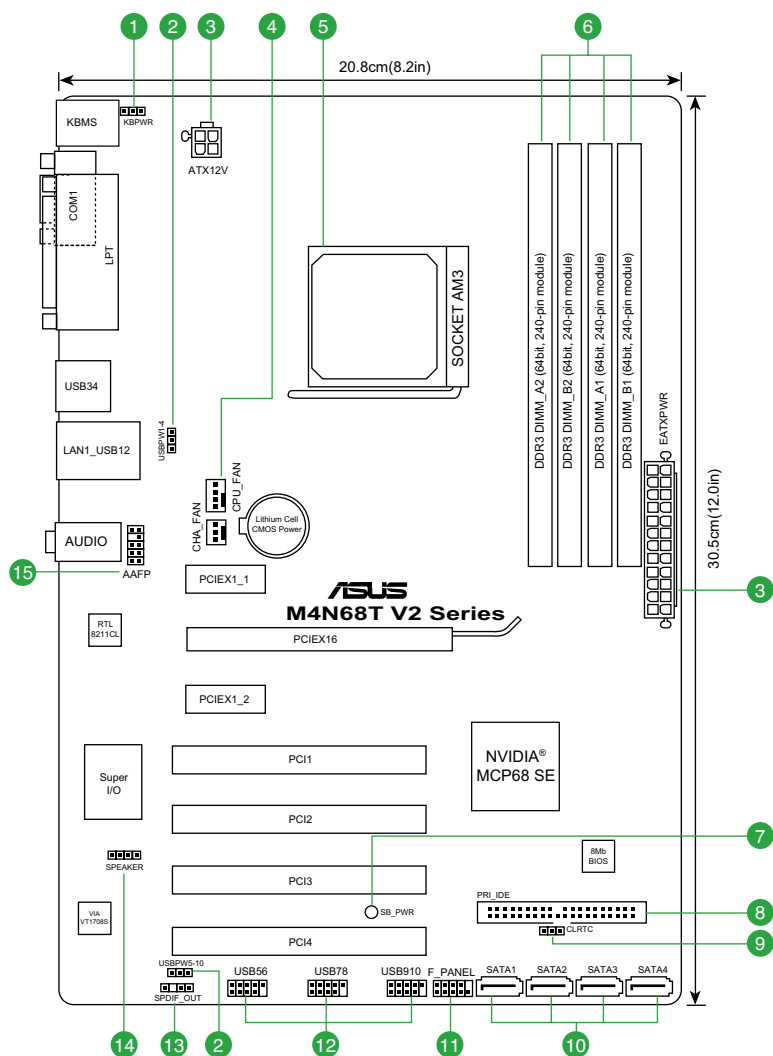 1
2
3
4
5
6
20.8cm(8.2in)
KBMS
KBPWR
ATX12V
COM1
LPT
SOCKET AM3
DDR3 DIMM_A2 (64bit, 240-pin module)
DDR3 DIMM_B2 (64bit, 240-pin module)
DDR3 DIMM_A1 (64bit, 240-pin module)
DDR3 DIMM_B1 (64bit, 240-pin module)
USB34
LAN1_USB12
USBPW1-4
EATXPWR
30.5cm(12.0in)
CPU_FAN
CHA_FAN
Lithium Cell
CMOS Power
AUDIO
15
AAFP
PCIEX1_1
ASUS
M4N68T V2 Series
3
RTL
8211CL
PCIEX16
PCIEX1_2
NVIDIA®
MCP68 SE
Super
I/O
PCI1
PCI2
7
8Mb
BIOS
SPEAKER
PCI3
PRI_IDE
8
VIA
VT1708S
SB_PWR
CLRTC
9
PCI4
USBPW5-10
USB56
USB78
USB910
F_PANEL
SATA1
SATA2
SATA3
SATA4
SPDIF_OUT
14
13
2
12
11
10